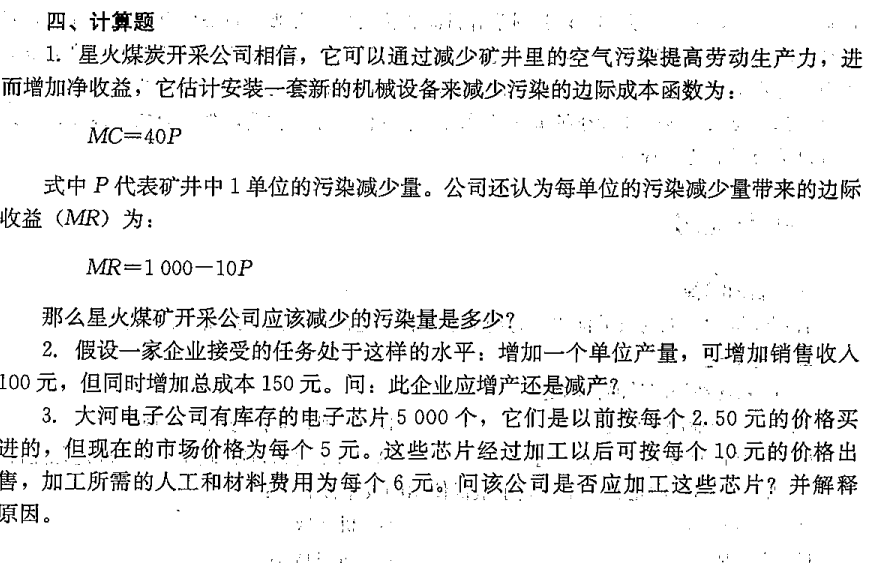 四、计算题
1. 星火煤炭开采公司相信，它可以通过减少矿井里的空气污染提高劳动生产力，进
而增加净收益，它估计安装一套新的机械设备来减少污染的边际成本函数为：
MC=40P
式中 P 代表矿井中 1 单位的污染减少量。公司还认为每单位的污染减少量带来的边际
收益（MR）为：
MR=1 000－10P
那么星火煤矿开采公司应该减少的污染量是多少？
2. 假设一家企业接受的任务处于这样的水平：增加一个单位产量，可增加销售收入
100 元，但同时增加总成本 150 元。问：此企业应增产还是减产？
3. 大河电子公司有库存的电子芯片 5 000 个，它们是以前按每个 2.50 元的价格买
进的，但现在的市场价格为每个 5 元。这些芯片经过加工以后可按每个 10 元的价格出
售，加工所需的人工和材料费用为每个 6 元。问该公司是否应加工这些芯片？并解释
原因。